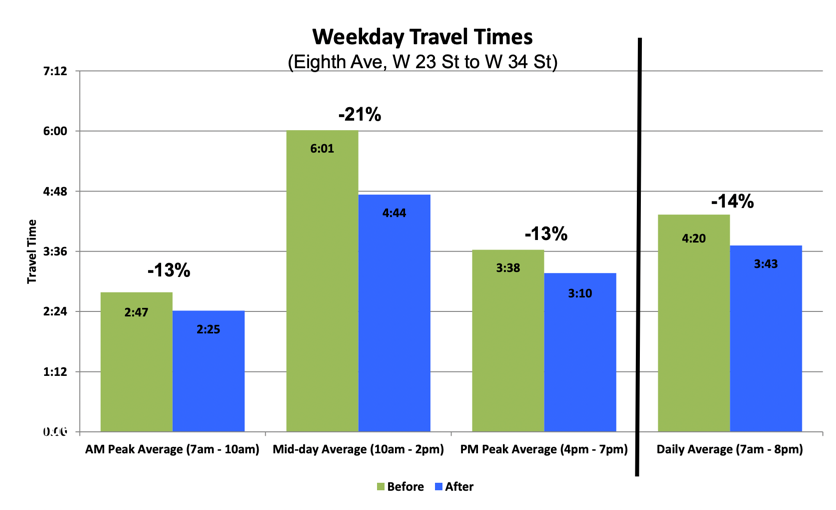 Weekday Travel Times
(Eighth Ave, W 23 St to W 34 St)
7:12
6:00
4:48
3:36
2:24
1:12
Travel Time
-13%
2:47
2:25
-21%
6:01
4:44
-13%
3:38
3:10
-14%
4:20
3:43
AM Peak Average (7am - 10am)
Mid-day Average (10am - 2pm)
PM Peak Average (4pm - 7pm)
Daily Average (7am - 8pm)
Before
After